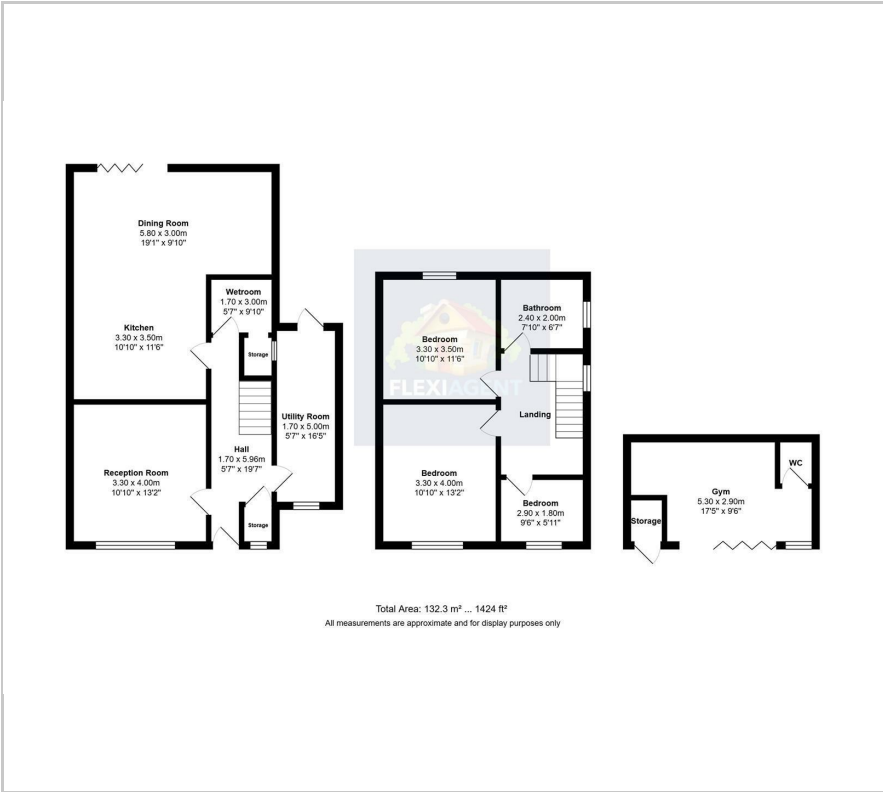 Dining Room
5.80 x 3.00m
19'1" x 9'10"
Wetroom
1.70 x 3.00m
5'7" x 9'10"
Storage
Kitchen
3.30 x 3.50m
10'10" x 11'6"
Utility Room
1.70 x 5.00m
5'7" x 16'5"
Hall
1.70 x 5.96m
5'7" x 19'7"
Reception Room
3.30 x 4.00m
10'10" x 13'2"
Storage
Bedroom
3.30 x 3.50m
10'10" x 11'6"
Bathroom
2.40 x 2.00m
7'10" x 6'7"
FLEXIAGENT
Landing
Bedroom
3.30 x 4.00m
10'10" x 13'2"
Bedroom
2.90 x 1.80m
9'6" x 5'11"
WC
Gym
5.30 x 2.90m
17'5" x 9'6"
Storage
Total Area: 132.3 m² ... 1424 ft²
All measurements are approximate and for display purposes only